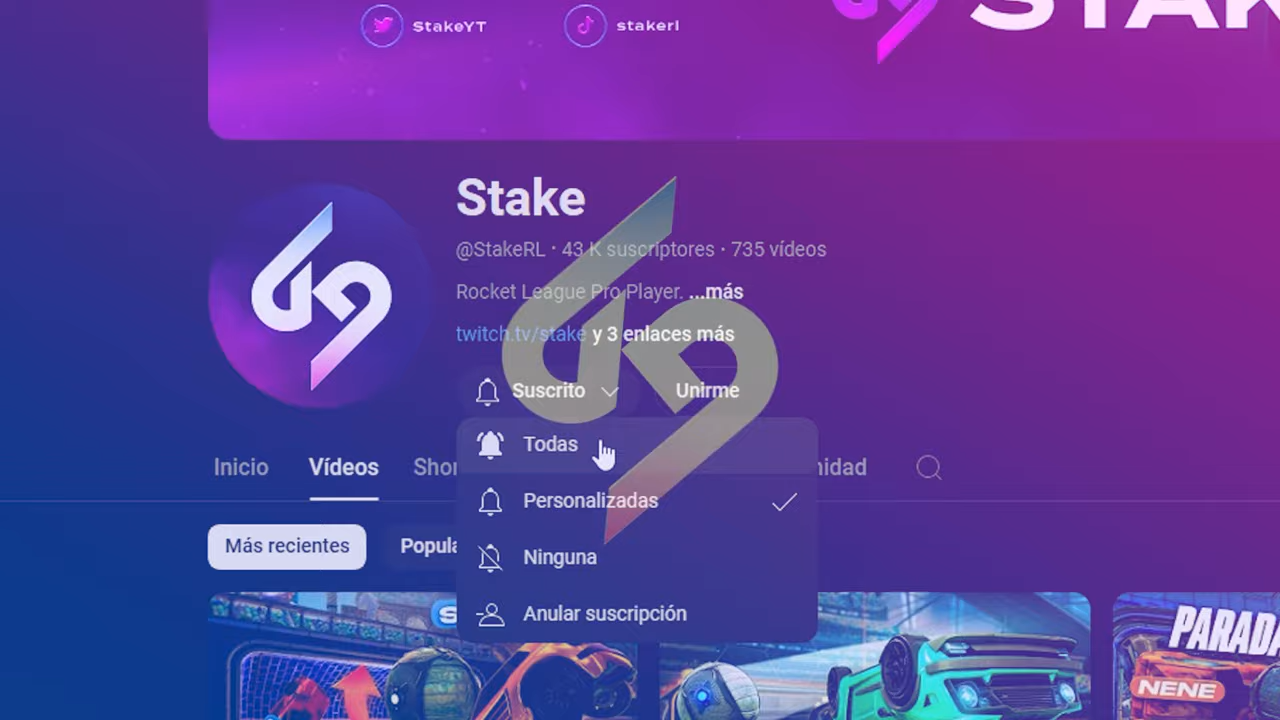 StakeYT
stakerl
STAK
Stake
@StakeRL · 43 K suscriptores · 735 vídeos
Rocket League Pro Player. ...más
twitch.tv/stake y 3 enlaces más
Suscrito
Unirme
Todas
Inicio
Vídeos
Shor
nidad
Personalizadas
Más recientes
Popula
Ninguna
Anular suscripción
S
PARADA
NENE